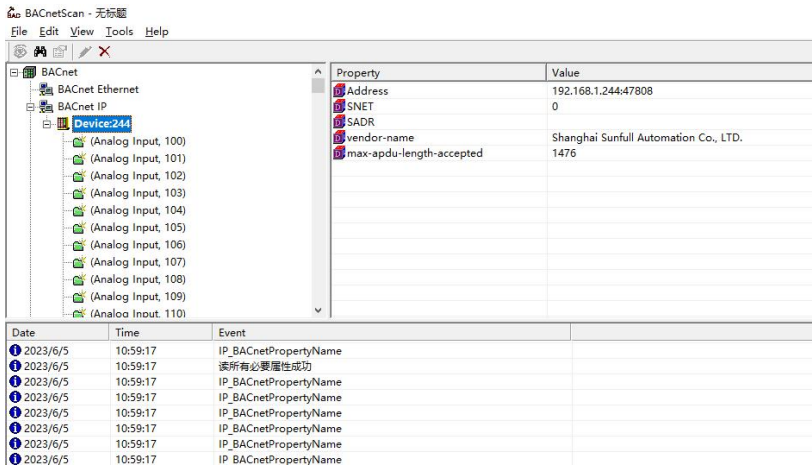 BACnetScan - 无标题
File Edit View Tools Help
BACnet
BACnet Ethernet
BACnet IP
Device:244
(Analog Input, 100)
(Analog Input, 101)
(Analog Input, 102)
(Analog Input, 103)
(Analog Input, 104)
(Analog Input, 105)
(Analog Input, 106)
(Analog Input, 107)
(Analog Input, 108)
(Analog Input, 109)
(Analog Input, 110)
Property Value
Address 192.168.1.244:47808
SNET 0
SADR
vendor-name Shanghai Sunfull Automation Co., LTD.
max-apdu-length-accepted 1476
Date Time Event
2023/6/5 10:59:17 IP_BACnetPropertyName
2023/6/5 10:59:17 读所有必要属性成功
2023/6/5 10:59:17 IP_BACnetPropertyName
2023/6/5 10:59:17 IP_BACnetPropertyName
2023/6/5 10:59:17 IP_BACnetPropertyName
2023/6/5 10:59:17 IP_BACnetPropertyName
2023/6/5 10:59:17 IP_BACnetPropertyName
2023/6/5 10:59:17 IP_BACnetPropertyName